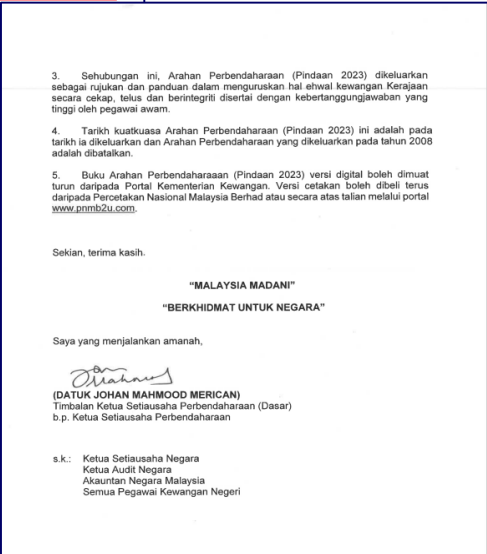 3. Sehubungan ini, Arahan Perbendaharaan (Pindaan 2023) dikeluarkan
sebagai rujukan dan panduan dalam menguruskan hal ehwal kewangan Kerajaan
secara cekap, telus dan berintegriti disertai dengan kebertanggungjawaban yang
tinggi oleh pegawai awam.
4. Tarikh kuatkuasa Arahan Perbendaharaan (Pindaan 2023) ini adalah pada
tarikh ia dikeluarkan dan Arahan Perbendaharaan yang dikeluarkan pada tahun 2008
adalah dibatalkan.
5. Buku Arahan Perbendaharaaan (Pindaan 2023) versi digital boleh dimuat
turun daripada Portal Kementerian Kewangan. Versi cetakan boleh dibeli terus
daripada Percetakan Nasional Malaysia Berhad atau secara atas talian melalui portal
www.pnmb2u.com.
Sekian, terima kasih.
“MALAYSIA MADANI”
“BERKHIDMAT UNTUK NEGARA”
Saya yang menjalankan amanah,
(DATUK JOHAN MAHMOOD MERICAN)
Timbalan Ketua Setiausaha Perbendaharaan (Dasar)
b.p. Ketua Setiausaha Perbendaharaan
s.k.: Ketua Setiausaha Negara
Ketua Audit Negara
Akauntan Negara Malaysia
Semua Pegawai Kewangan Negeri